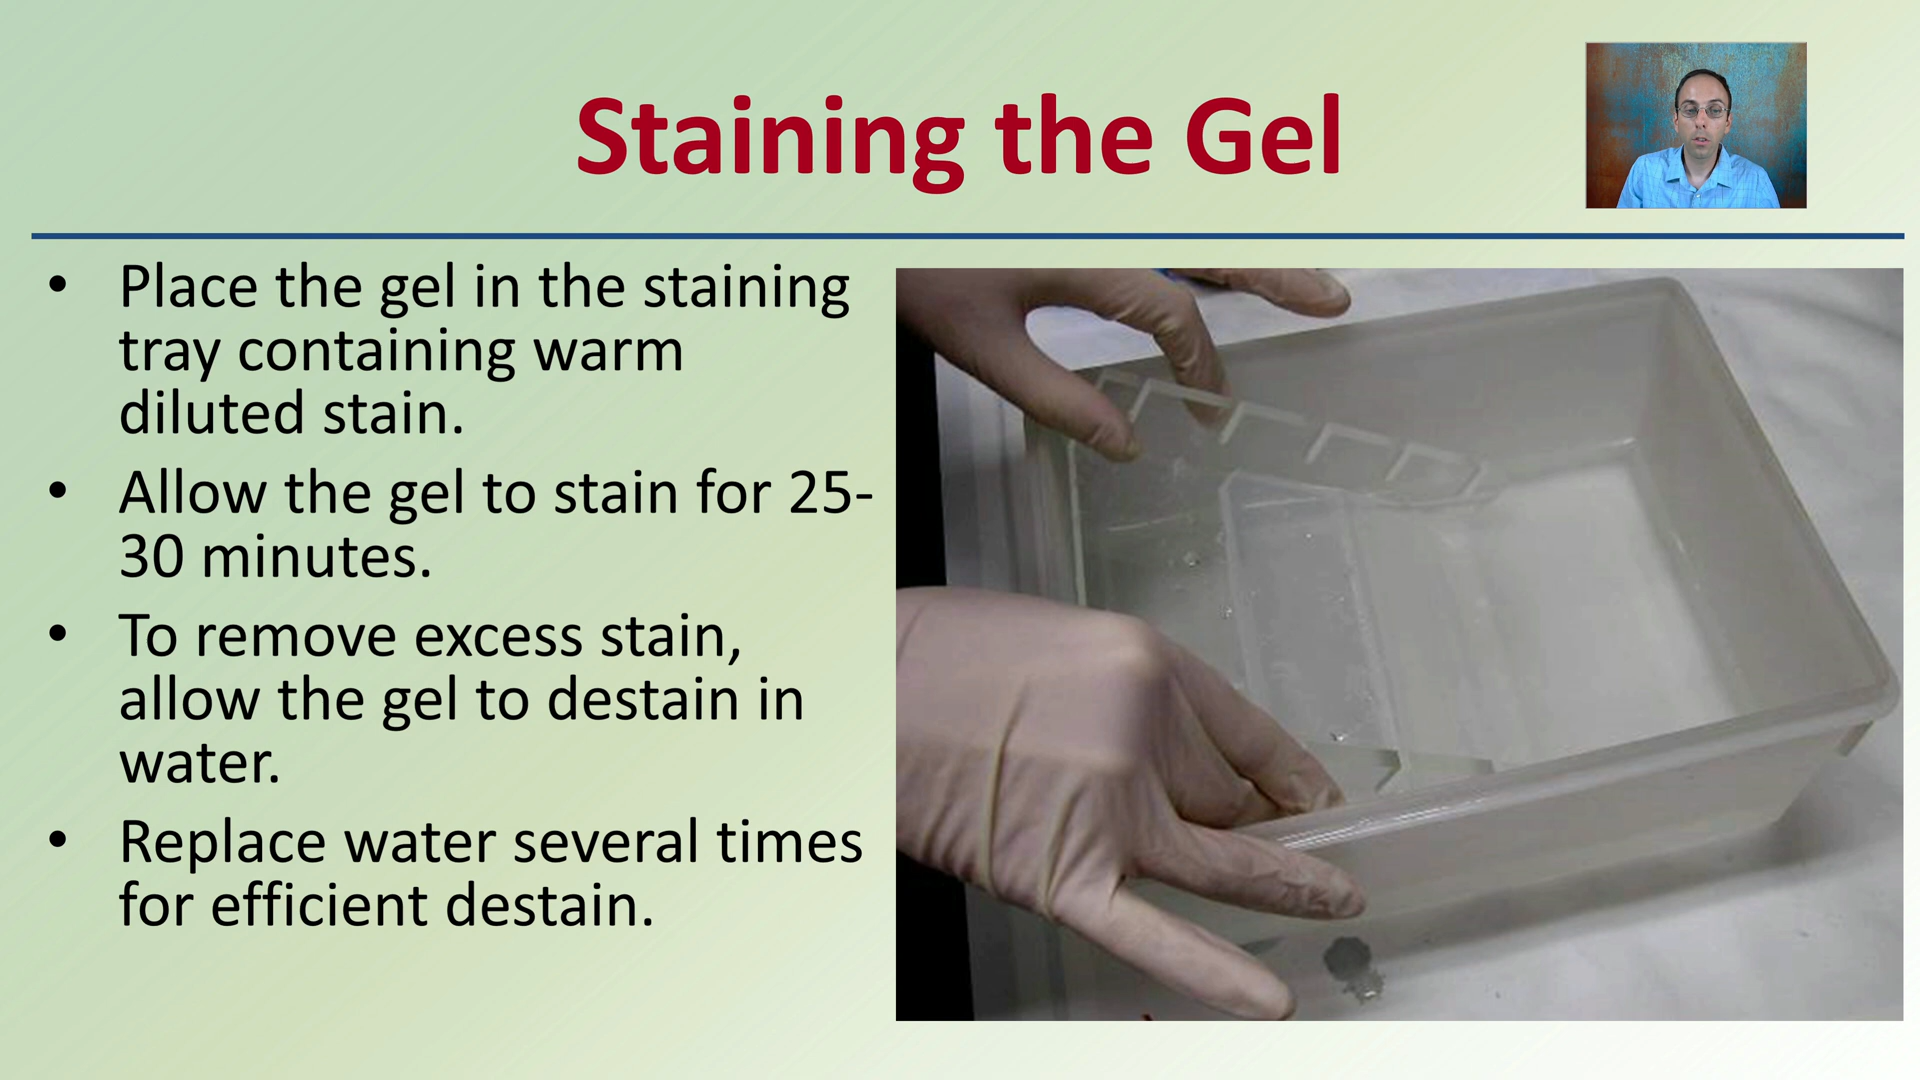 Staining the Gel
• Place the gel in the staining
tray containing warm
diluted stain.
• Allow the gel to stain for 25-
30 minutes.
• To remove excess stain,
allow the gel to destain in
water.
• Replace water several times
for efficient destain.